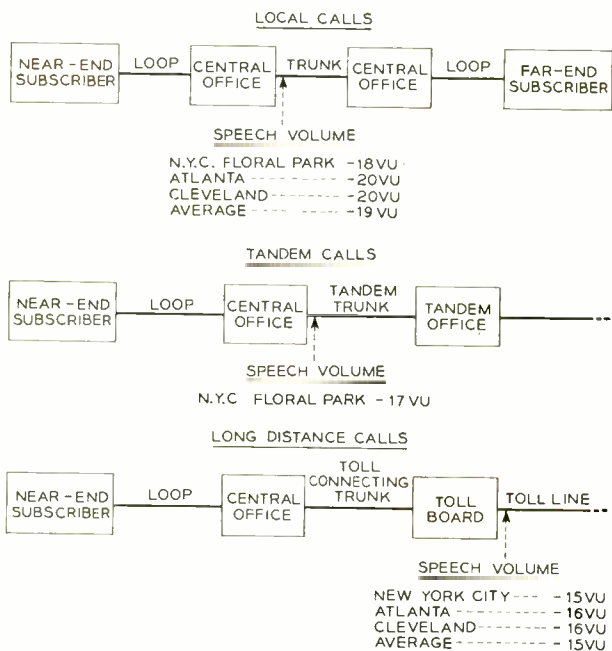 LOCAL CALLS
NEAR-END SUBSCRIBER
LOOP
CENTRAL OFFICE
TRUNK
CENTRAL OFFICE
LOOP
FAR-END SUBSCRIBER
SPEECH VOLUME
N.Y.C. FLORAL PARK -18VU
ATLANTA ---------- -20VU
CLEVELAND -------- -20VU
AVERAGE ---------- -19 VU
TANDEM CALLS
NEAR-END SUBSCRIBER
LOOP
CENTRAL OFFICE
TANDEM TRUNK
TANDEM OFFICE
SPEECH VOLUME
N.Y.C FLORAL PARK -17 VU
LONG DISTANCE CALLS
NEAR-END SUBSCRIBER
LOOP
CENTRAL OFFICE
TOLL CONNECTING TRUNK
TOLL BOARD
TOLL LINE
SPEECH VOLUME
NEW YORK CITY---- -15VU
ATLANTA---------- -16VU
CLEVELAND-------- -16VU
AVERAGE---------- -15VU